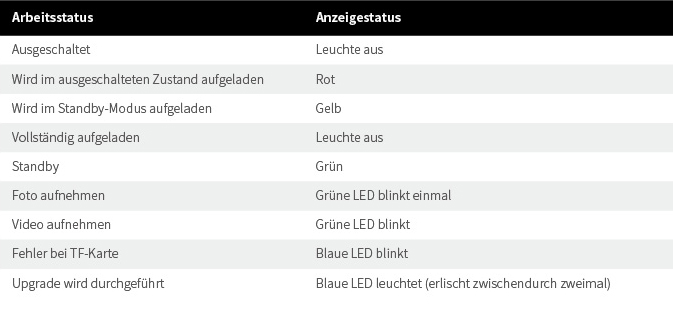 Arbeitsstatus Anzeigestatus
Ausgeschaltet Leuchte aus
Wird im ausgeschalteten Zustand aufgeladen Rot
Wird im Standby-Modus aufgeladen Gelb
Vollständig aufgeladen Leuchte aus
Standby Grün
Foto aufnehmen Grüne LED blinkt einmal
Video aufnehmen Grüne LED blinkt
Fehler bei TF-Karte Blaue LED blinkt
Upgrade wird durchgeführt Blaue LED leuchtet (erlischt zwischendurch zweimal)